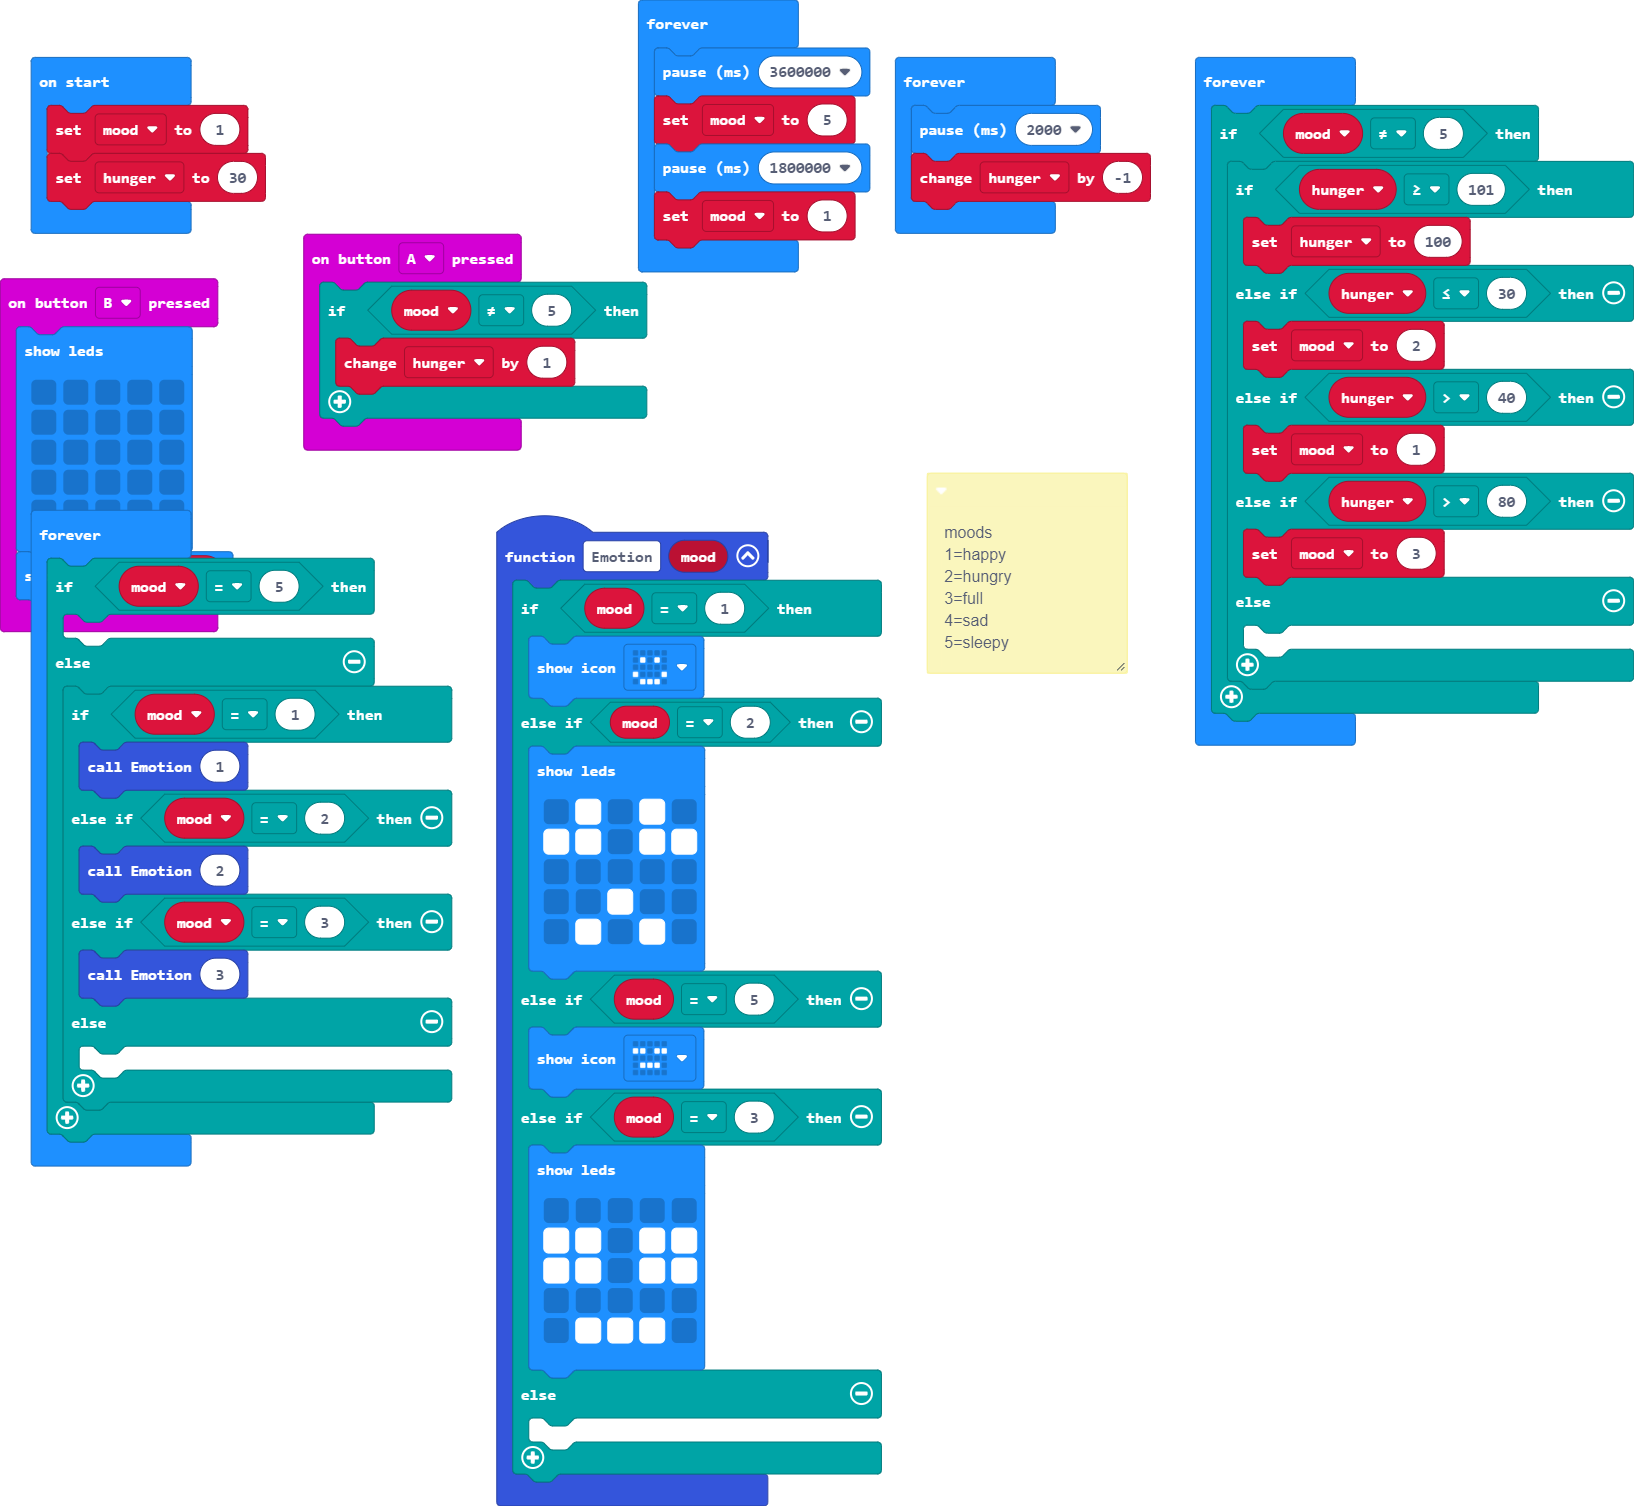 on start
set mood to 1
set hunger to 30
on button B pressed
show leds
s
on button A pressed
if mood ≠ 5 then
change hunger by 1
forever
pause (ms) 3600000
set mood to 5
pause (ms) 1800000
set mood to 1
forever
pause (ms) 2000
change hunger by -1
forever
if mood ≠ 5 then
if hunger ≥ 101 then
set hunger to 100
else if hunger ≤ 30 then
set mood to 2
else if hunger > 40 then
set mood to 1
else if hunger > 80 then
set mood to 3
else
forever
if mood = 5 then
else
if mood = 1 then
call Emotion 1
else if mood = 2 then
call Emotion 2
else if mood = 3 then
call Emotion 3
else
function Emotion mood
if mood = 1 then
show icon
else if mood = 2 then
show leds
else if mood = 5 then
show icon
else if mood = 3 then
show leds
else
moods
1=happy
2=hungry
3=full
4=sad
5=sleepy